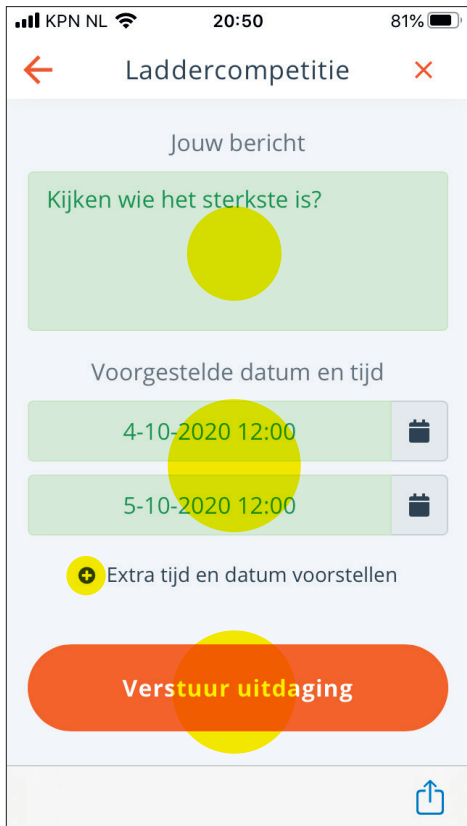 KPN NL 20:50 81%
Laddercompetitie
Jouw bericht
Kijken wie het sterkste is?
Voorgestelde datum en tijd
4-10-2020 12:00
5-10-2020 12:00
Extra tijd en datum voorstellen
Verstuur uitdaging